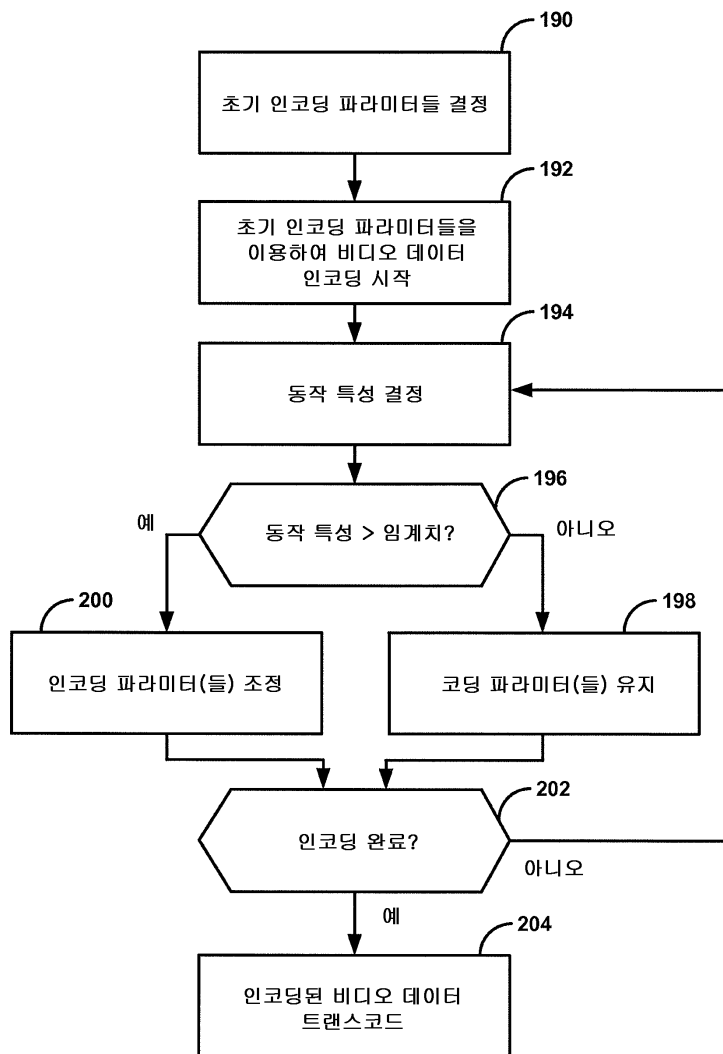 190
초기 인코딩 파라미터들 결정
192
초기 인코딩 파라미터들을
이용하여 비디오 데이터
인코딩 시작
194
동작 특성 결정
196
예
동작 특성 > 임계치?
아니오
200
198
인코딩 파라미터(들) 조정
코딩 파라미터(들) 유지
202
인코딩 완료?
아니오
예
204
인코딩된 비디오 데이터
트랜스코드